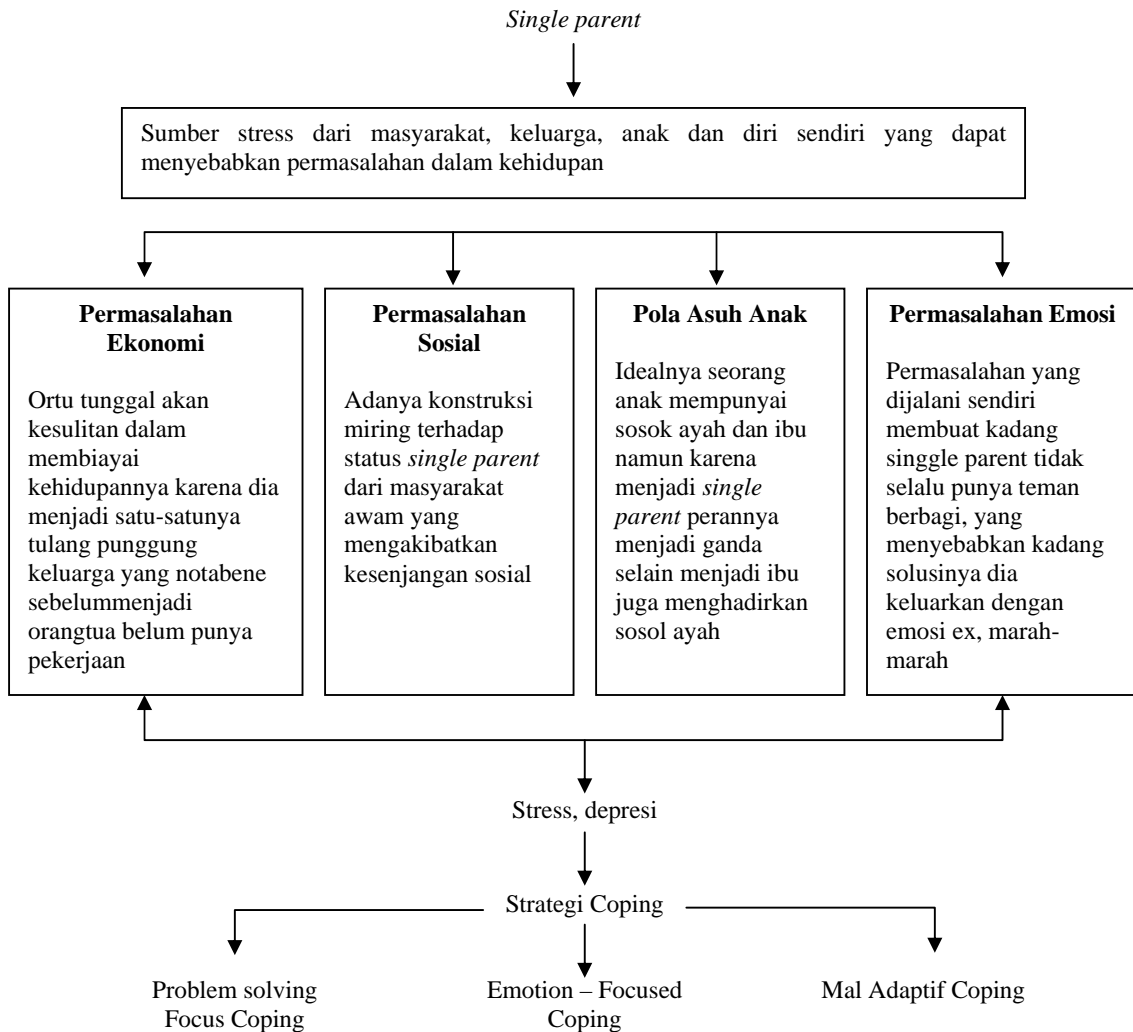 Single parent
Sumber stress dari masyarakat, keluarga, anak dan diri sendiri yang dapat
menyebabkan permasalahan dalam kehidupan
Permasalahan
Ekonomi
Ortu tunggal akan
kesulitan dalam
membiayai
kehidupannya karena dia
menjadi satu-satunya
tulang punggung
keluarga yang notabene
sebelummenjadi
orangtua belum punya
pekerjaan
Permasalahan
Sosial
Adanya konstruksi
miring terhadap
status single parent
dari masyarakat
awam yang
mengakibatkan
kesenjangan sosial
Pola Asuh Anak
Idealnya seorang
anak mempunyai
sosok ayah dan ibu
namun karena
menjadi single
parent perannya
menjadi ganda
selain menjadi ibu
juga menghadirkan
sosol ayah
Permasalahan Emosi
Permasalahan yang
dijalani sendiri
membuat kadang
singgle parent tidak
selalu punya teman
berbagi, yang
menyebabkan kadang
solusinya dia
keluarkan dengan
emosi ex, marah-
marah
Stress, depresi
Strategi Coping
Problem solving
Focus Coping
Emotion – Focused
Coping
Mal Adaptif Coping